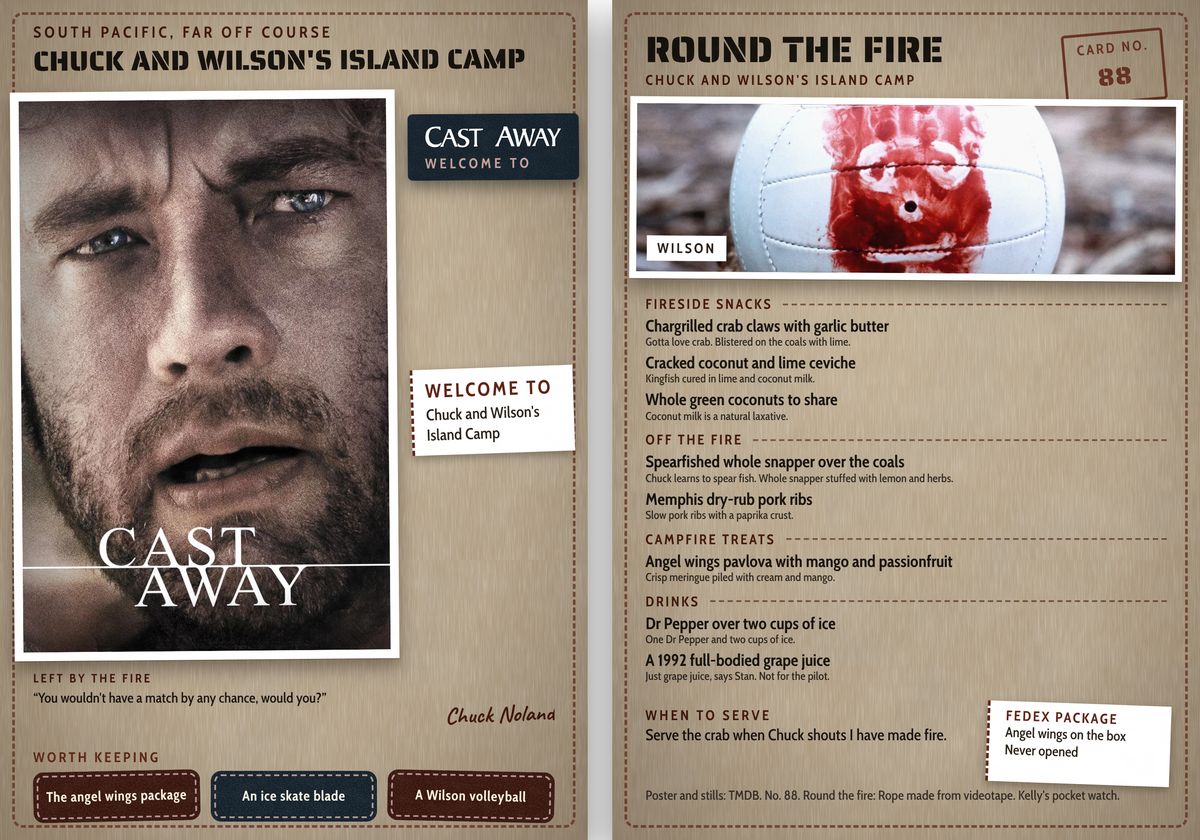 SOUTH PACIFIC, FAR OFF COURSE
CHUCK AND WILSON'S ISLAND CAMP
CAST AWAY
WELCOME TO
WELCOME TO
Chuck and Wilson's
Island Camp
CAST
AWAY
LEFT BY THE FIRE
“You wouldn't have a match by any chance, would you?”
Chuck Noland
WORTH KEEPING
The angel wings package
An ice skate blade
A Wilson volleyball
ROUND THE FIRE
CHUCK AND WILSON'S ISLAND CAMP
CARD NO.
88
WILSON
FIRESIDE SNACKS
Chargrilled crab claws with garlic butter
Gotta love crab. Blistered on the coals with lime.
Cracked coconut and lime ceviche
Kingfish cured in lime and coconut milk.
Whole green coconuts to share
Coconut milk is a natural laxative.
OFF THE FIRE
Spearfished whole snapper over the coals
Chuck learns to spear fish. Whole snapper stuffed with lemon and herbs.
Memphis dry-rub pork ribs
Slow pork ribs with a paprika crust.
CAMPFIRE TREATS
Angel wings pavlova with mango and passionfruit
Crisp meringue piled with cream and mango.
DRINKS
Dr Pepper over two cups of ice
One Dr Pepper and two cups of ice.
A 1992 full-bodied grape juice
Just grape juice, says Stan. Not for the pilot.
WHEN TO SERVE
Serve the crab when Chuck shouts I have made fire.
FEDEX PACKAGE
Angel wings on the box
Never opened
Poster and stills: TMDB. No. 88. Round the fire: Rope made from videotape. Kelly's pocket watch.